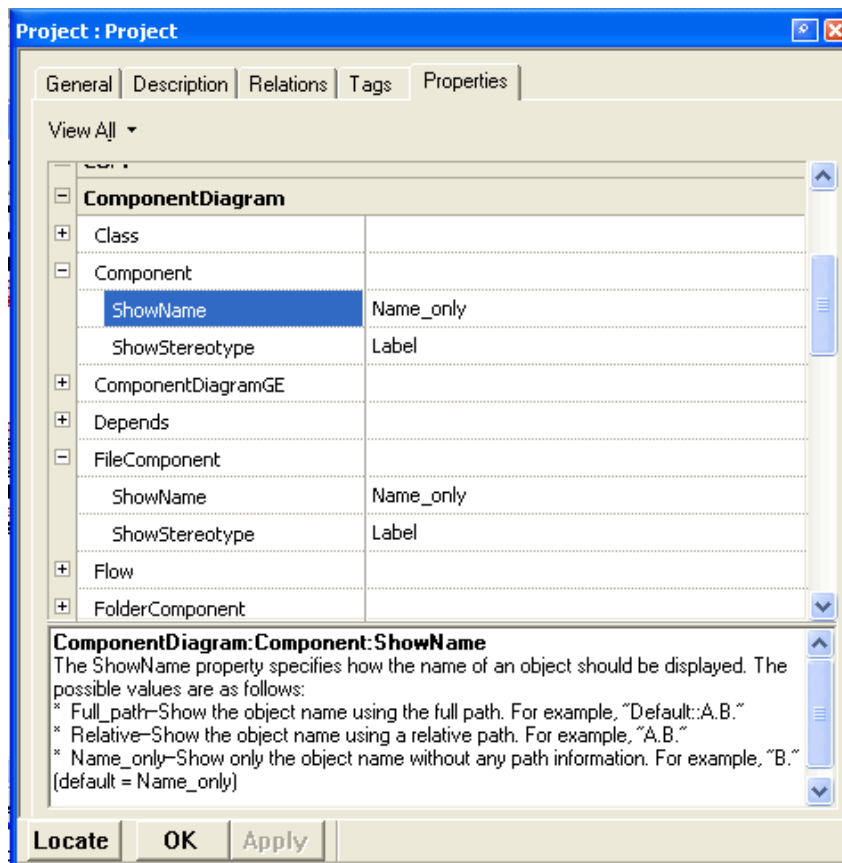 Project : Project
General Description Relations Tags Properties
View All
ComponentDiagram
Class
Component
ShowName Name_only
ShowStereotype Label
ComponentDiagramGE
Depends
FileComponent
ShowName Name_only
ShowStereotype Label
Flow
FolderComponent
ComponentDiagram:Component:ShowName
The ShowName property specifies how the name of an object should be displayed. The
possible values are as follows:
* Full_path–Show the object name using the full path. For example, "Default::A.B."
* Relative–Show the object name using a relative path. For example, "A.B."
* Name_only–Show only the object name without any path information. For example, "B."
(default = Name_only)
Locate OK Apply